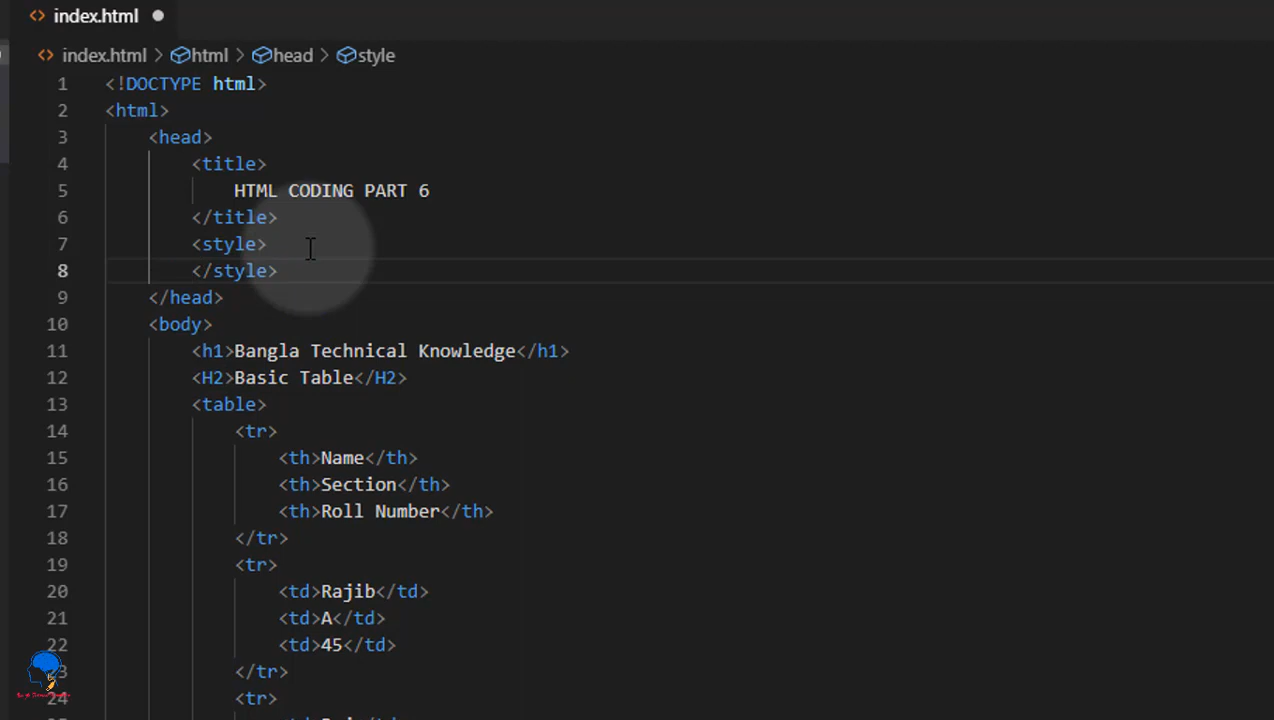 index.html
index.html > html > head > style
1 <!DOCTYPE html>
2 <html>
3 <head>
4 <title>
5 HTML CODING PART 6
6 </title>
7 <style>
8 </style>
9 </head>
10 <body>
11 <h1>Bangla Technical Knowledge</h1>
12 <H2>Basic Table</H2>
13 <table>
14 <tr>
15 <th>Name</th>
16 <th>Section</th>
17 <th>Roll Number</th>
18 </tr>
19 <tr>
20 <td>Rajib</td>
21 <td>A</td>
22 <td>45</td>
23 </tr>
24 <tr>